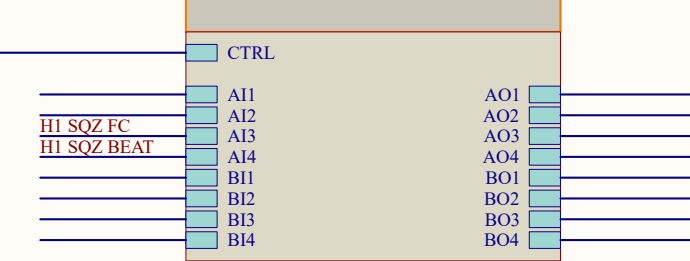 CTRL
AI1 AO1
AI2 AO2
H1 SQZ FC
AI3 AO3
H1 SQZ BEAT
AI4 AO4
BI1 BO1
BI2 BO2
BI3 BO3
BI4 BO4